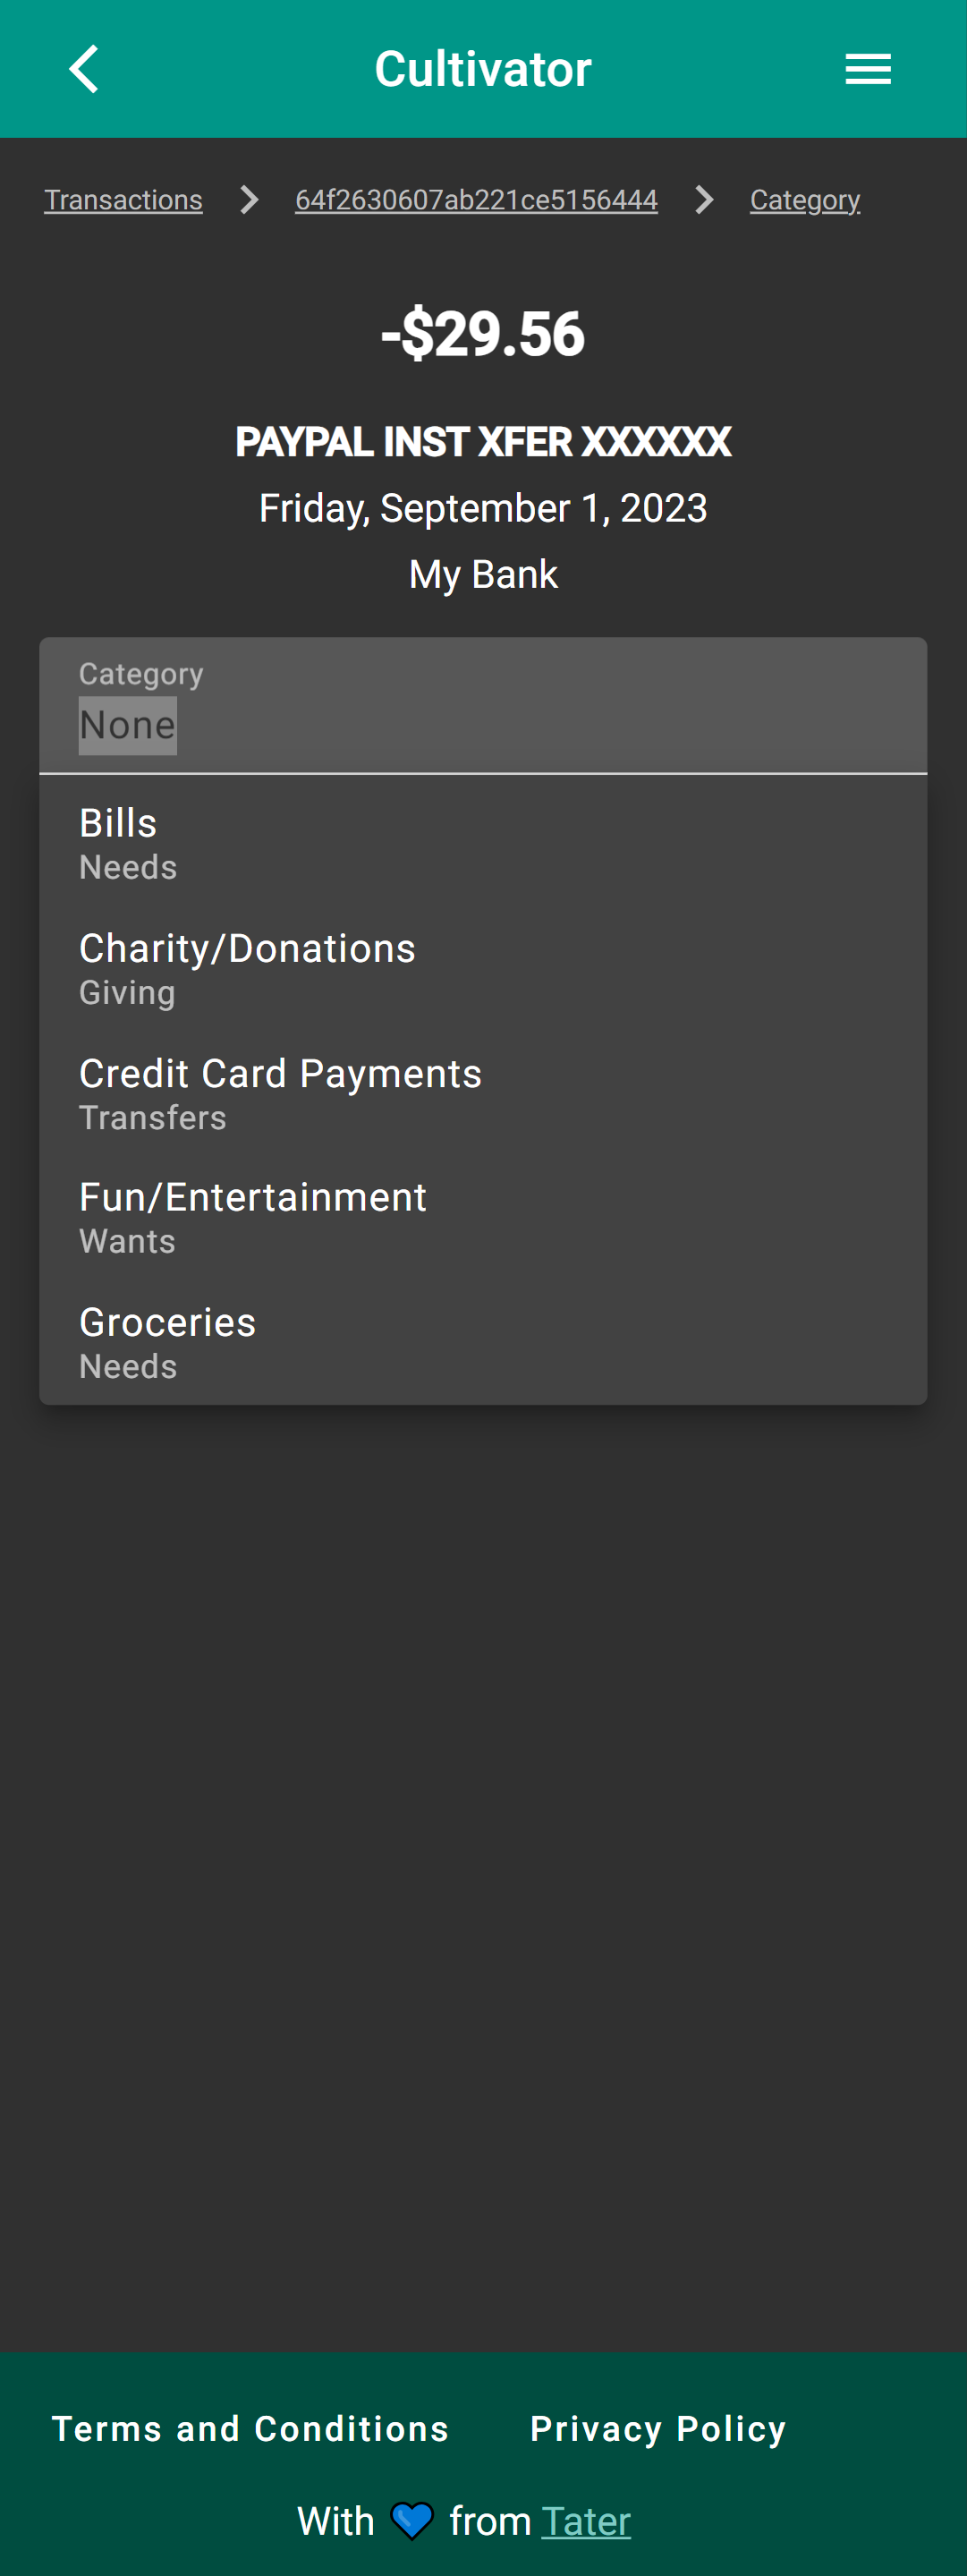 Cultivator
Transactions 64f2630607ab221ce5156444 Category
-$29.56
PAYPAL INST XFER XXXXXX
Friday, September 1, 2023
My Bank
Category
None
Bills
Needs
Charity/Donations
Giving
Credit Card Payments
Transfers
Fun/Entertainment
Wants
Groceries
Needs
Terms and Conditions Privacy Policy
With 💙 from Tater